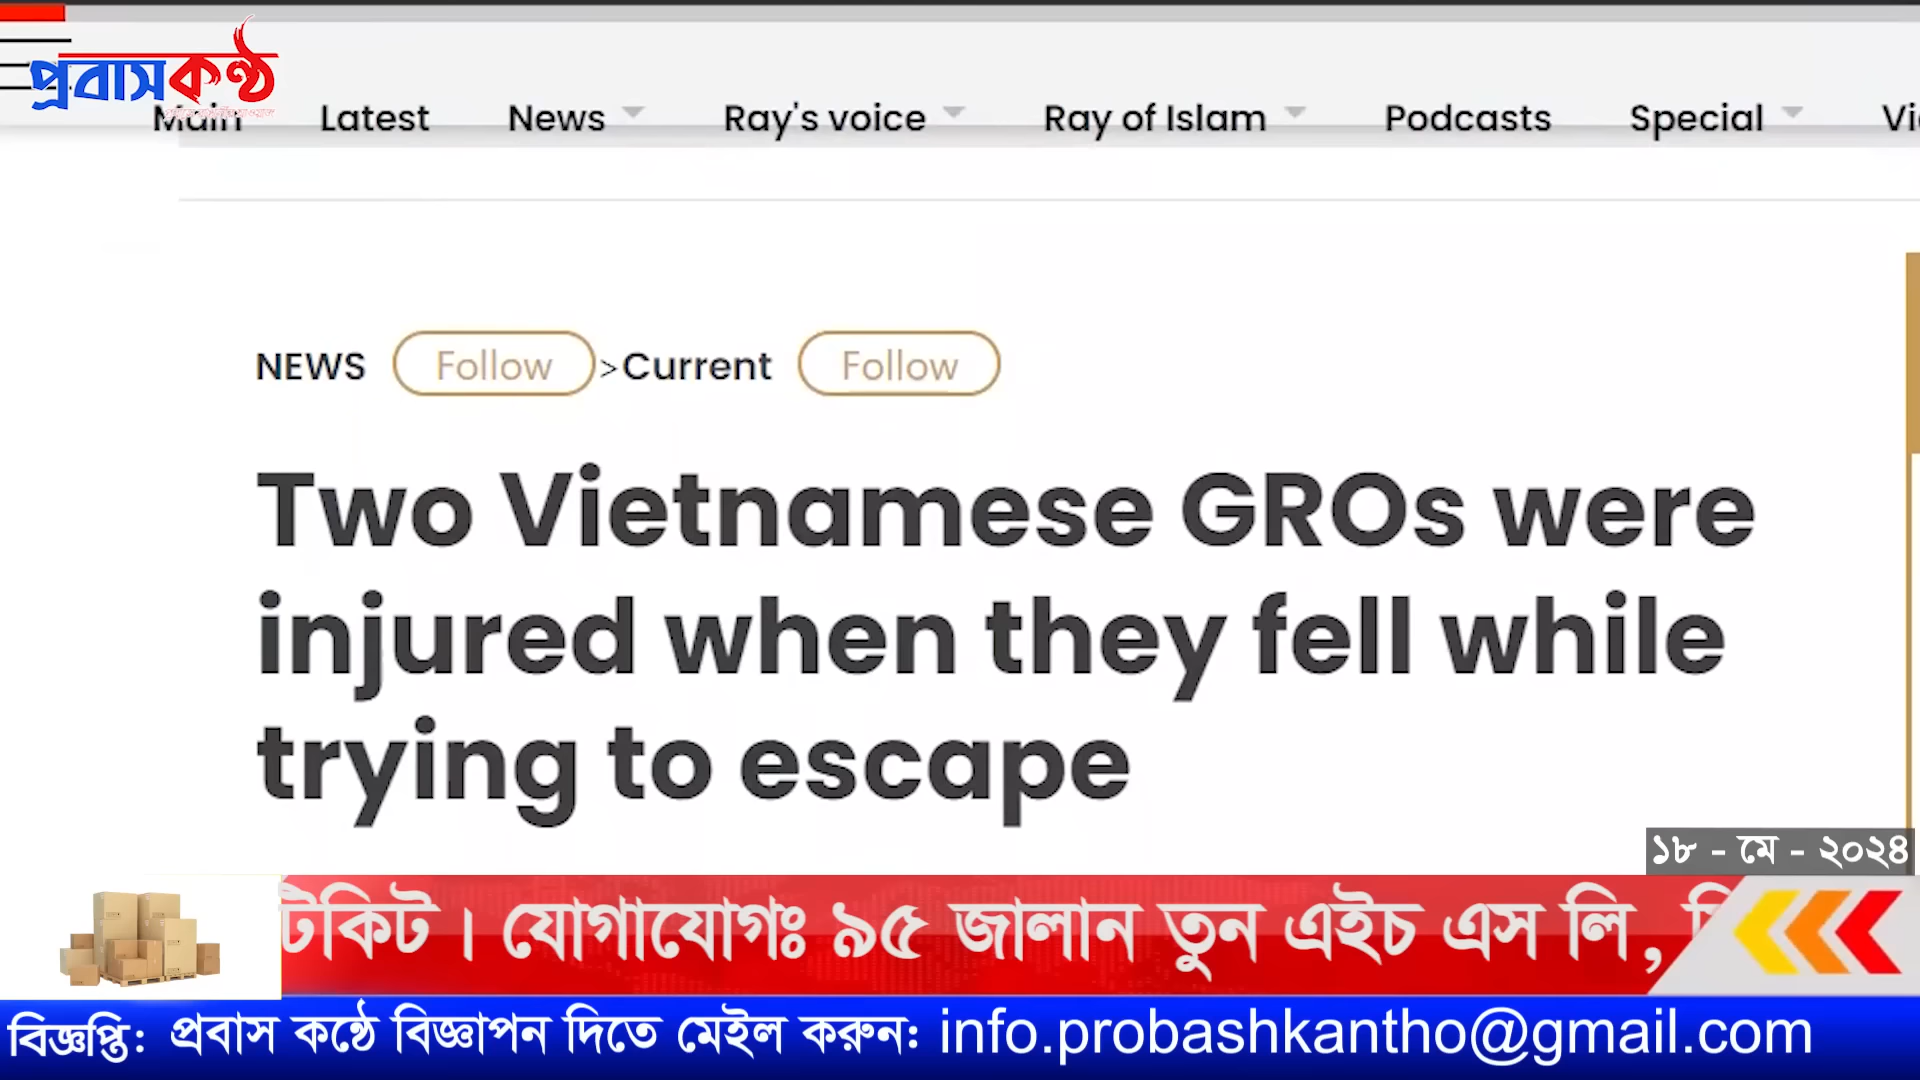 প্রবাসকণ্ঠ
Main Latest News Ray's voice Ray of Islam Podcasts Special
NEWS Follow > Current Follow
Two Vietnamese GROs were
injured when they fell while
trying to escape
১৮ - মে - ২০২৪
টিকিট । যোগাযোগঃ ৯৫ জালান তুন এইচ এস লি,
বিজ্ঞপ্তি: প্রবাস কন্ঠে বিজ্ঞাপন দিতে মেইল করুন: info.probashkantho@gmail.com